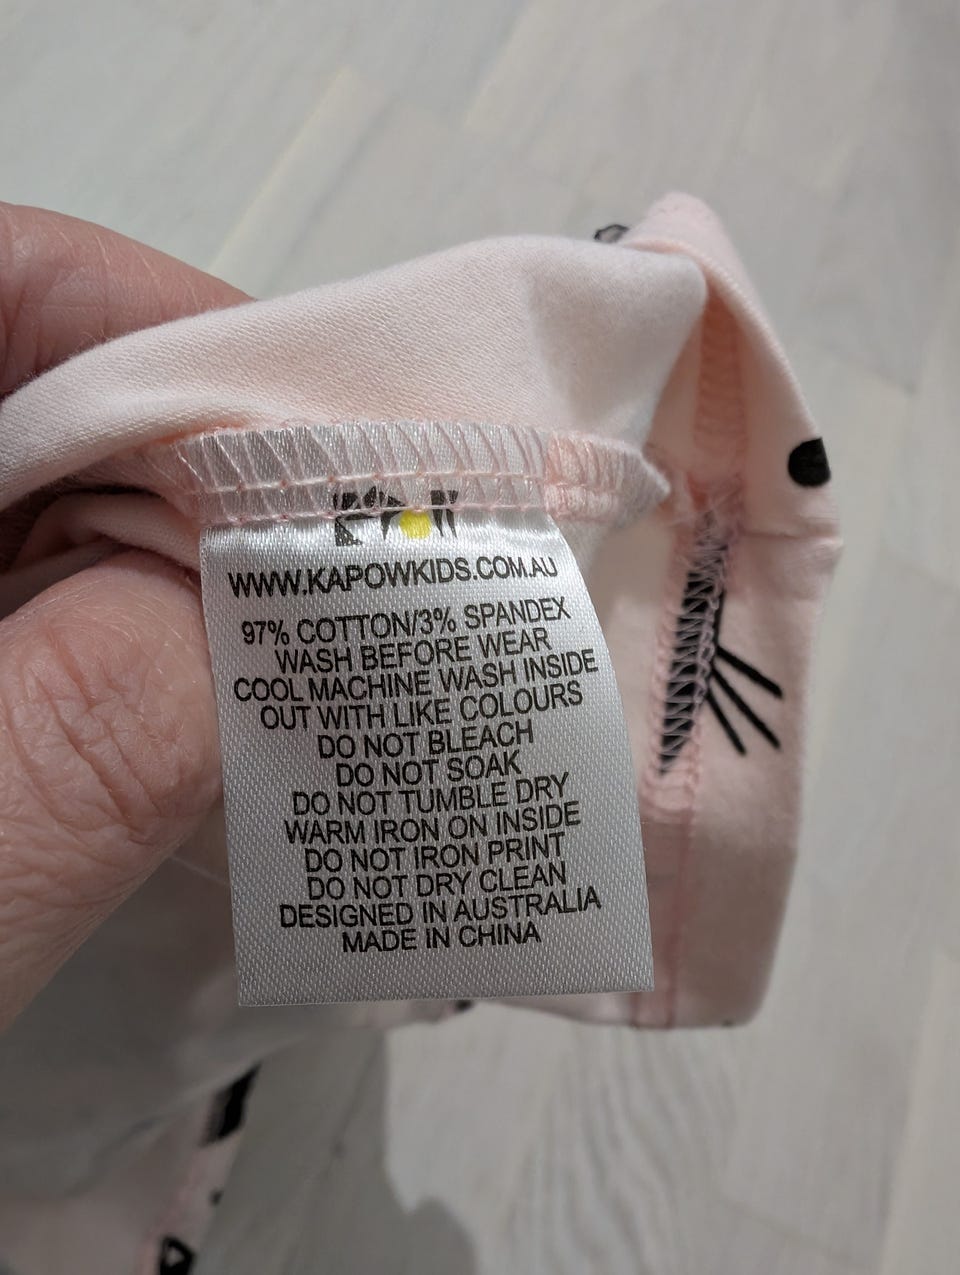 WWW.KAPOWKIDS.COM.AU
97% COTTON/3% SPANDEX
WASH BEFORE WEAR
COOL MACHINE WASH INSIDE
OUT WITH LIKE COLOURS
DO NOT BLEACH
DO NOT SOAK
DO NOT TUMBLE DRY
WARM IRON ON INSIDE
DO NOT IRON PRINT
DO NOT DRY CLEAN
DESIGNED IN AUSTRALIA
MADE IN CHINA